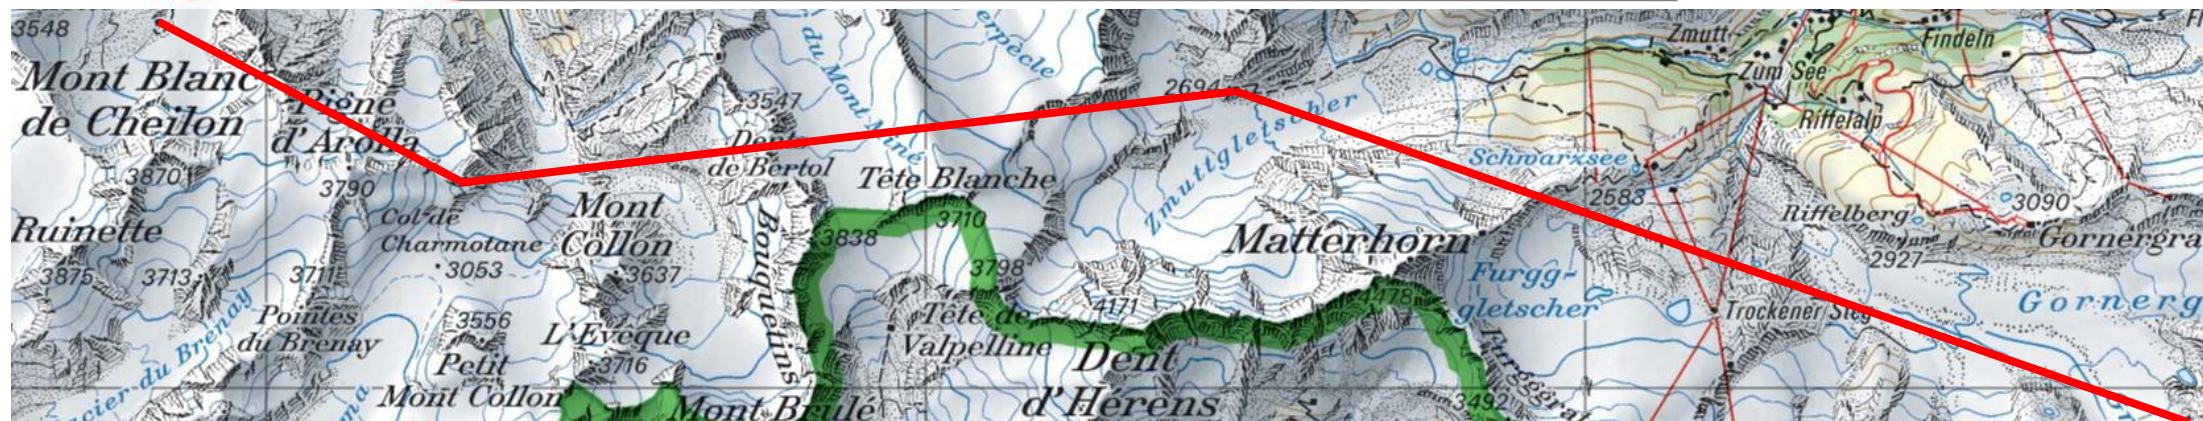 3548
Mont Blanc
de Cheilon
3870
Ruinette
3875
3713
Pigne
d'Arolla
3790
Col de
Charmotane
3053
3711
Pointes
du Brenay
3556
Petit
Mont Collon
L'Evêque
3716
Mont
Collon
3637
3547
Dents
de Bertol
du Mont Miné
Bouquetins
3838
Mont Brulé
Tête Blanche
3710
3798
Tête de
Valpelline
2694
Zmuttgletscher
Matterhorn
4171
4478
Dent
d'Hérens
3492
Furggrat
Furgg-
gletscher
Schwarzsee
2583
Zmutt
Zum See
Findeln
Riffelalp
Riffelberg
3090
2927
Trockener Steg